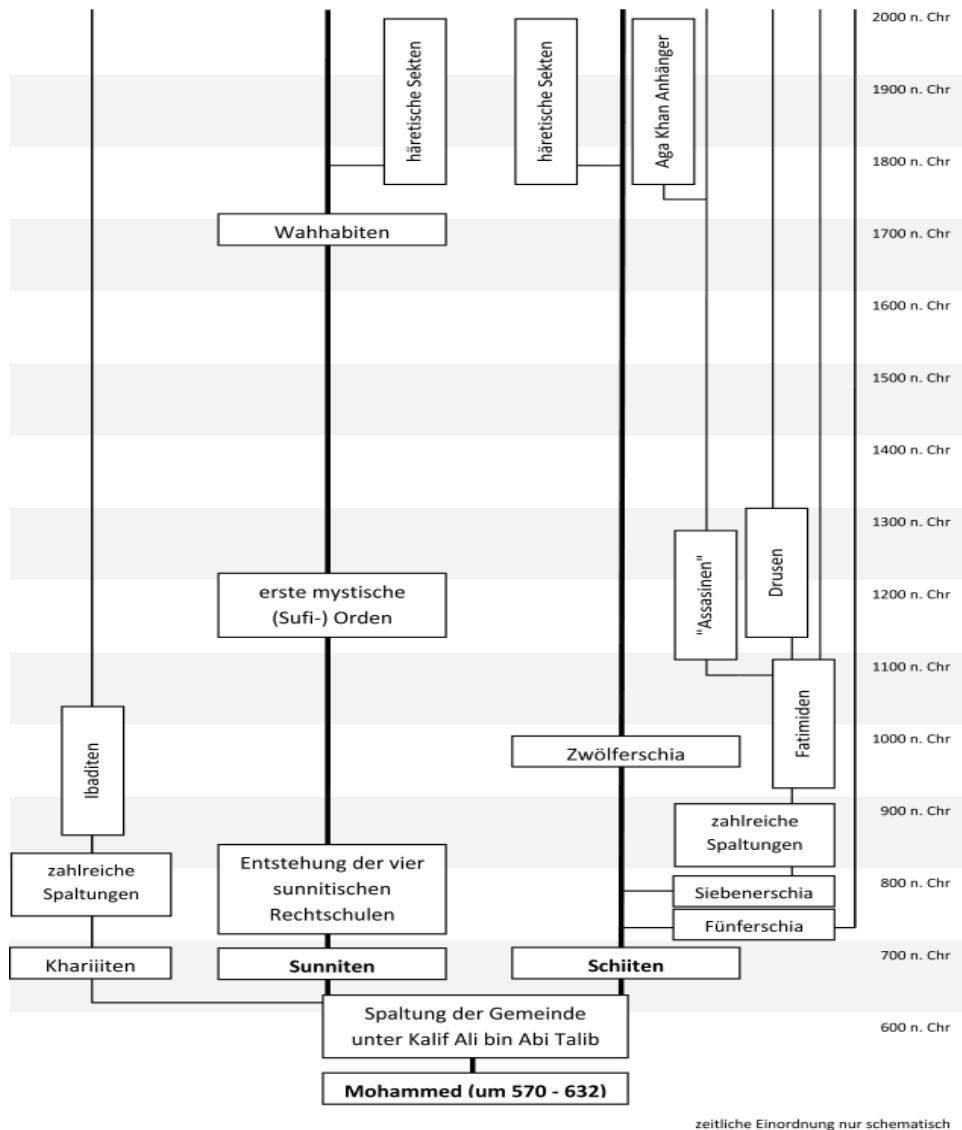 2000 n. Chr
häretische Sekten
häretische Sekten
Aga Khan Anhänger
1900 n. Chr
1800 n. Chr
Wahhabiten
1700 n. Chr
1600 n. Chr
1500 n. Chr
1400 n. Chr
1300 n. Chr
"Assasinen"
Drusen
erste mystische
(Sufi-) Orden
1200 n. Chr
1100 n. Chr
Fatimiden
Ibaditen
1000 n. Chr
Zwölferschia
900 n. Chr
zahlreiche
Spaltungen
zahlreiche
Spaltungen
Entstehung der vier
sunnitischen
Rechtschulen
800 n. Chr
Siebenerschia
Fünferschia
700 n. Chr
Kharijiten
Sunniten
Schiiten
600 n. Chr
Spaltung der Gemeinde
unter Kalif Ali bin Abi Talib
Mohammed (um 570 - 632)
zeitliche Einordnung nur schematisch